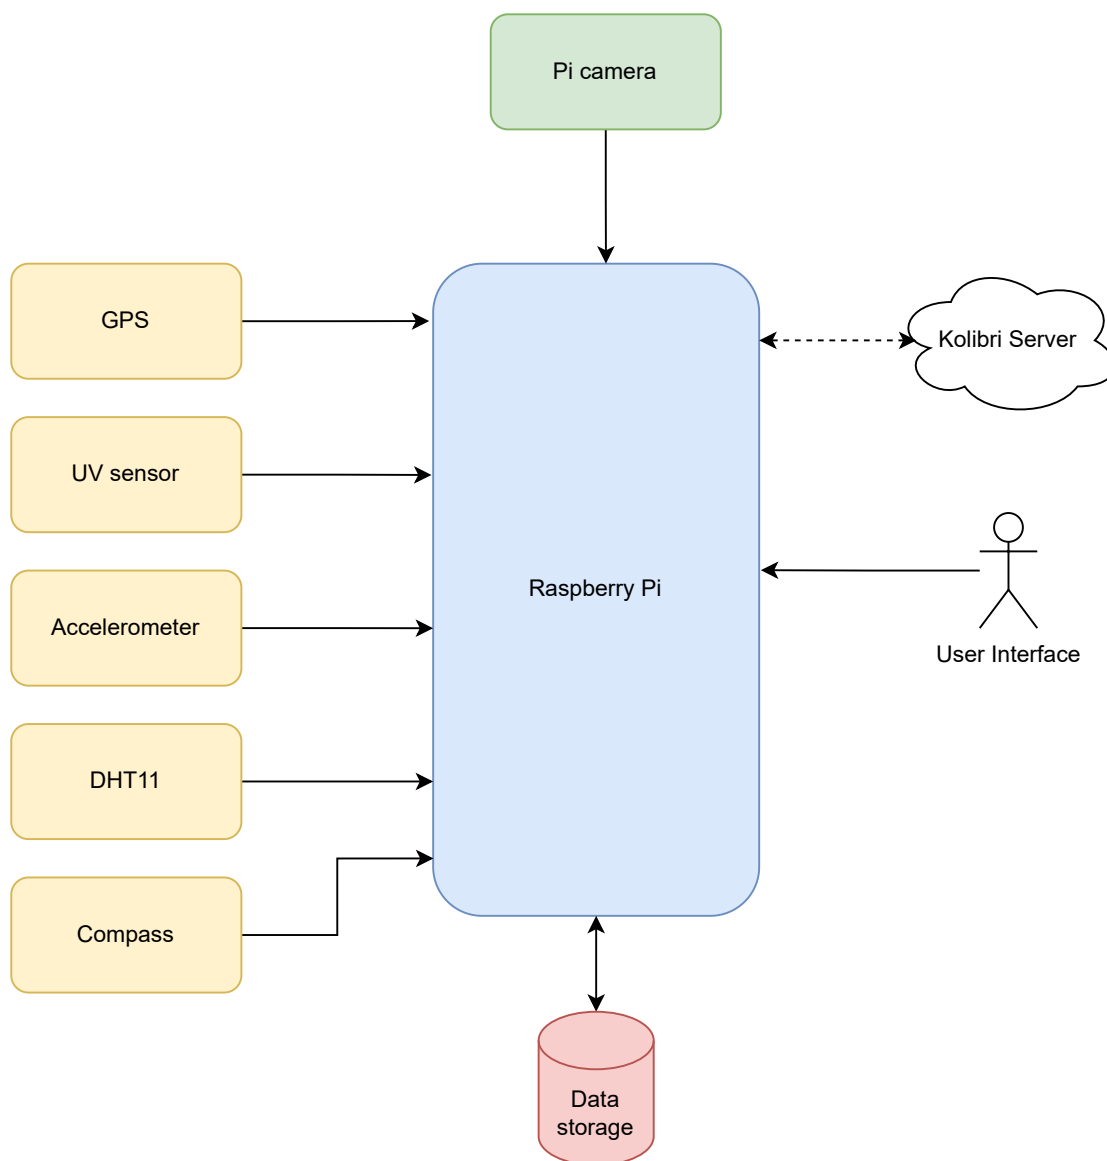 Pi camera
GPS
Kolibri Server
UV sensor
Raspberry Pi
Accelerometer
User Interface
DHT11
Compass
Data
storage